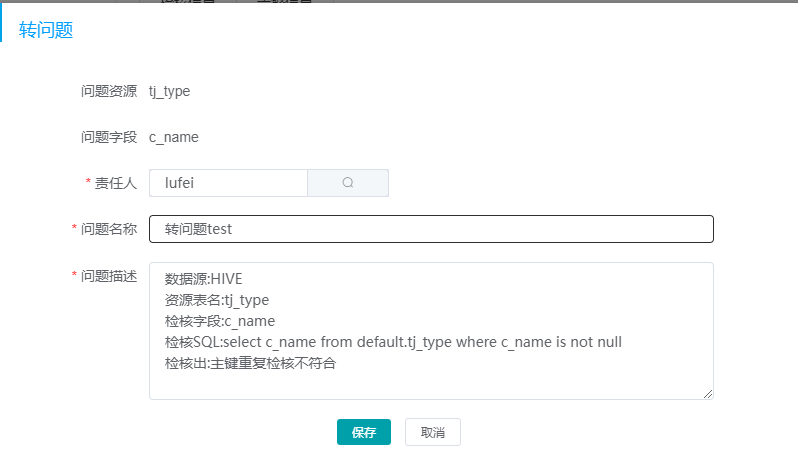 转问题
问题资源 tj_type
问题字段 c_name
* 责任人 lufei
* 问题名称 转问题test
* 问题描述 数据源:HIVE
资源表名:tj_type
检核字段:c_name
检核SQL:select c_name from default.tj_type where c_name is not null
检核出:主键重复检核不符合
保存 取消